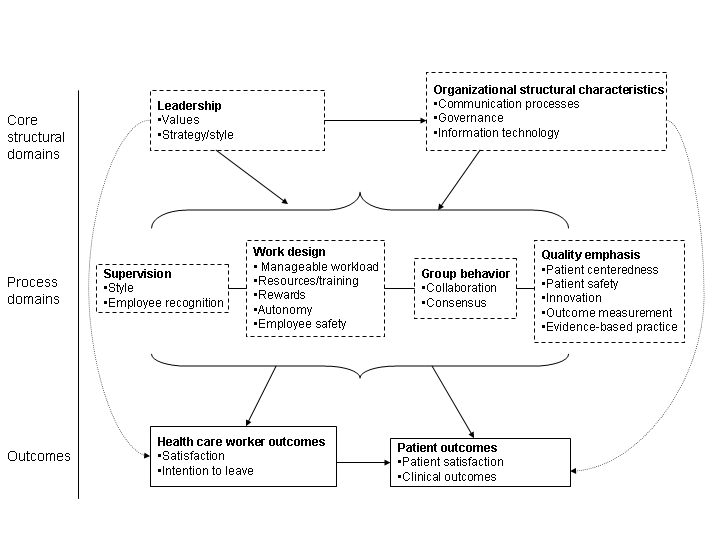 Core
structural
domains
Leadership
•Values
•Strategy/style
Organizational structural characteristics
•Communication processes
•Governance
•Information technology
Process
domains
Supervision
•Style
•Employee recognition
Work design
• Manageable workload
•Resources/training
•Rewards
•Autonomy
•Employee safety
Group behavior
•Collaboration
•Consensus
Quality emphasis
•Patient centeredness
•Patient safety
•Innovation
•Outcome measurement
•Evidence-based practice
Outcomes
Health care worker outcomes
•Satisfaction
•Intention to leave
Patient outcomes
•Patient satisfaction
•Clinical outcomes